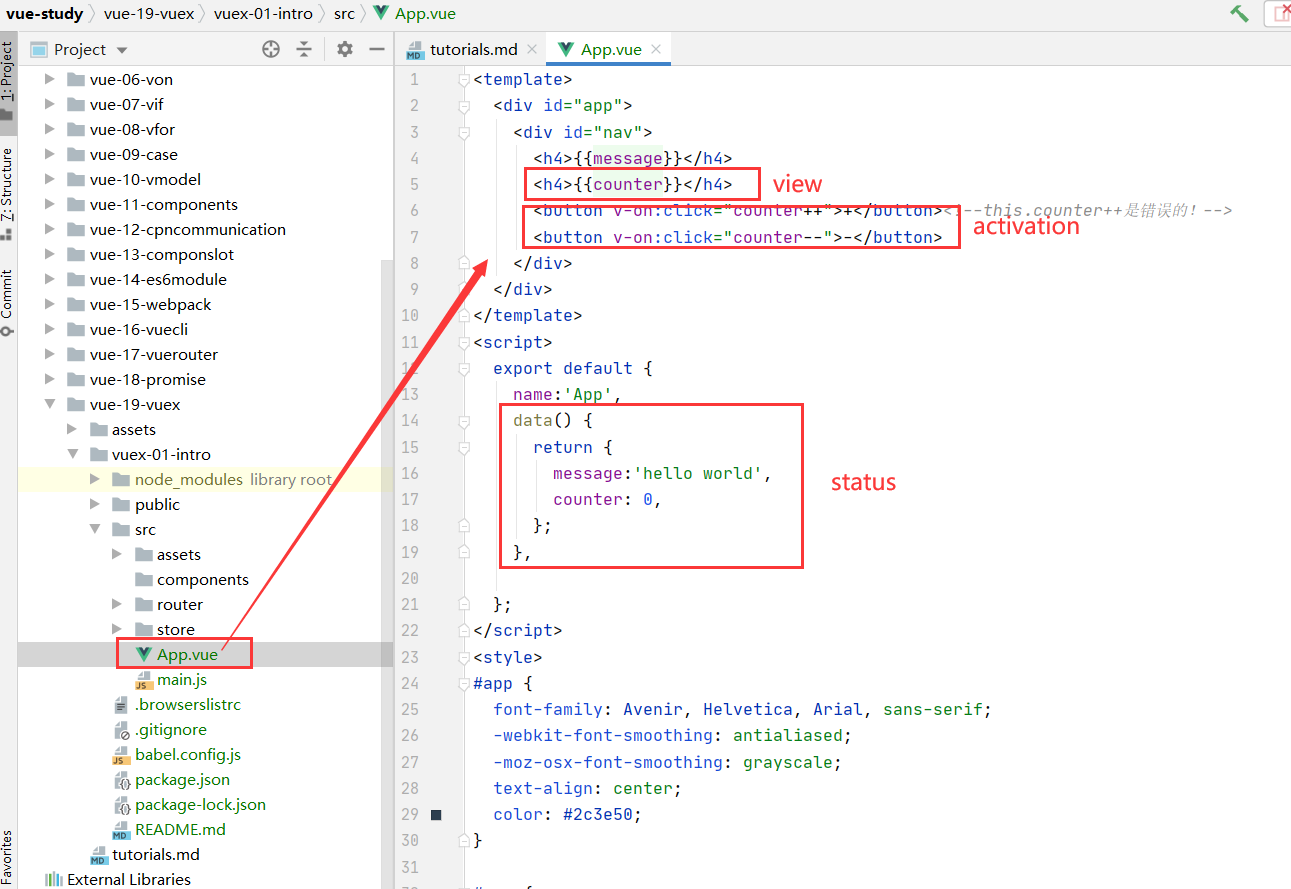 vue-study vue-19-vuex vuex-01-intro src App.vue
1: Project
Z: Structure
Commit
Favorites
Project
vue-06-von
vue-07-vif
vue-08-vfor
vue-09-case
vue-10-vmodel
vue-11-components
vue-12-cpncommunication
vue-13-componslot
vue-14-es6module
vue-15-webpack
vue-16-vuecli
vue-17-vuerouter
vue-18-promise
vue-19-vuex
assets
vuex-01-intro
node_modules library root
public
src
assets
components
router
store
App.vue
main.js
.browserslistrc
.gitignore
babel.config.js
package.json
package-lock.json
README.md
tutorials.md
External Libraries
tutorials.md App.vue
1 <template>
2 <div id="app">
3 <div id="nav">
4 <h4>{{message}}</h4>
5 <h4>{{counter}}</h4> view
6 <button v-on:click="counter++">+</button><!--this.counter++是错误的！-->
7 <button v-on:click="counter--">-</button> activation
8 </div>
9 </div>
10 </template>
11 <script>
12 export default {
13 name:'App',
14 data() {
15 return {
16 message:'hello world',
17 counter: 0,
18 };
19 },
20
21 };
22 </script>
23 <style>
24 #app {
25 font-family: Avenir, Helvetica, Arial, sans-serif;
26 -webkit-font-smoothing: antialiased;
27 -moz-osx-font-smoothing: grayscale;
28 text-align: center;
29 color: #2c3e50;
30 }
31
status